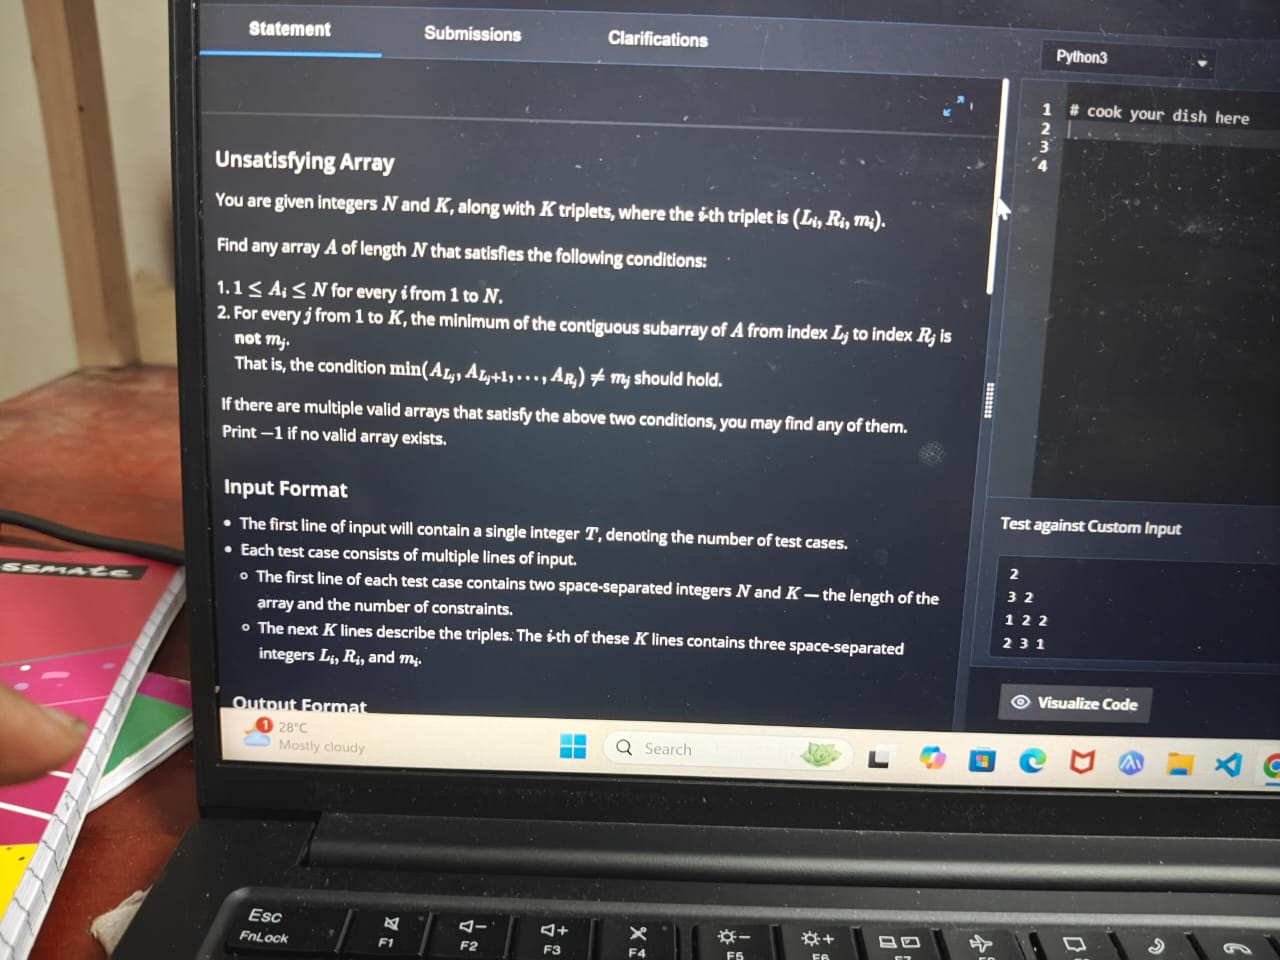 Statement
Submissions
Clarifications
Python3
1 # cook your dish here
2
3
4
Unsatisfying Array
You are given integers N and K, along with K triplets, where the i-th triplet is (Lᵢ, Rᵢ, mᵢ).
Find any array A of length N that satisfies the following conditions:
1. 1 ≤ Aᵢ ≤ N for every i from 1 to N.
2. For every j from 1 to K, the minimum of the contiguous subarray of A from index Lⱼ to index Rⱼ is
not mⱼ.
That is, the condition min(A_{Lⱼ}, A_{Lⱼ+1}, . . . , A_{Rⱼ}) ≠ mⱼ should hold.
If there are multiple valid arrays that satisfy the above two conditions, you may find any of them.
Print −1 if no valid array exists.
Input Format
• The first line of input will contain a single integer T, denoting the number of test cases.
• Each test case consists of multiple lines of input.
○ The first line of each test case contains two space-separated integers N and K — the length of the
array and the number of constraints.
○ The next K lines describe the triples. The i-th of these K lines contains three space-separated
integers Lᵢ, Rᵢ, and mᵢ.
Output Format
Test against Custom Input
2
3 2
1 2 2
2 3 1
Visualize Code
1
28°C
Mostly cloudy
Search
ssmate
Esc
FnLock
F1
F2
F3
F4
F5